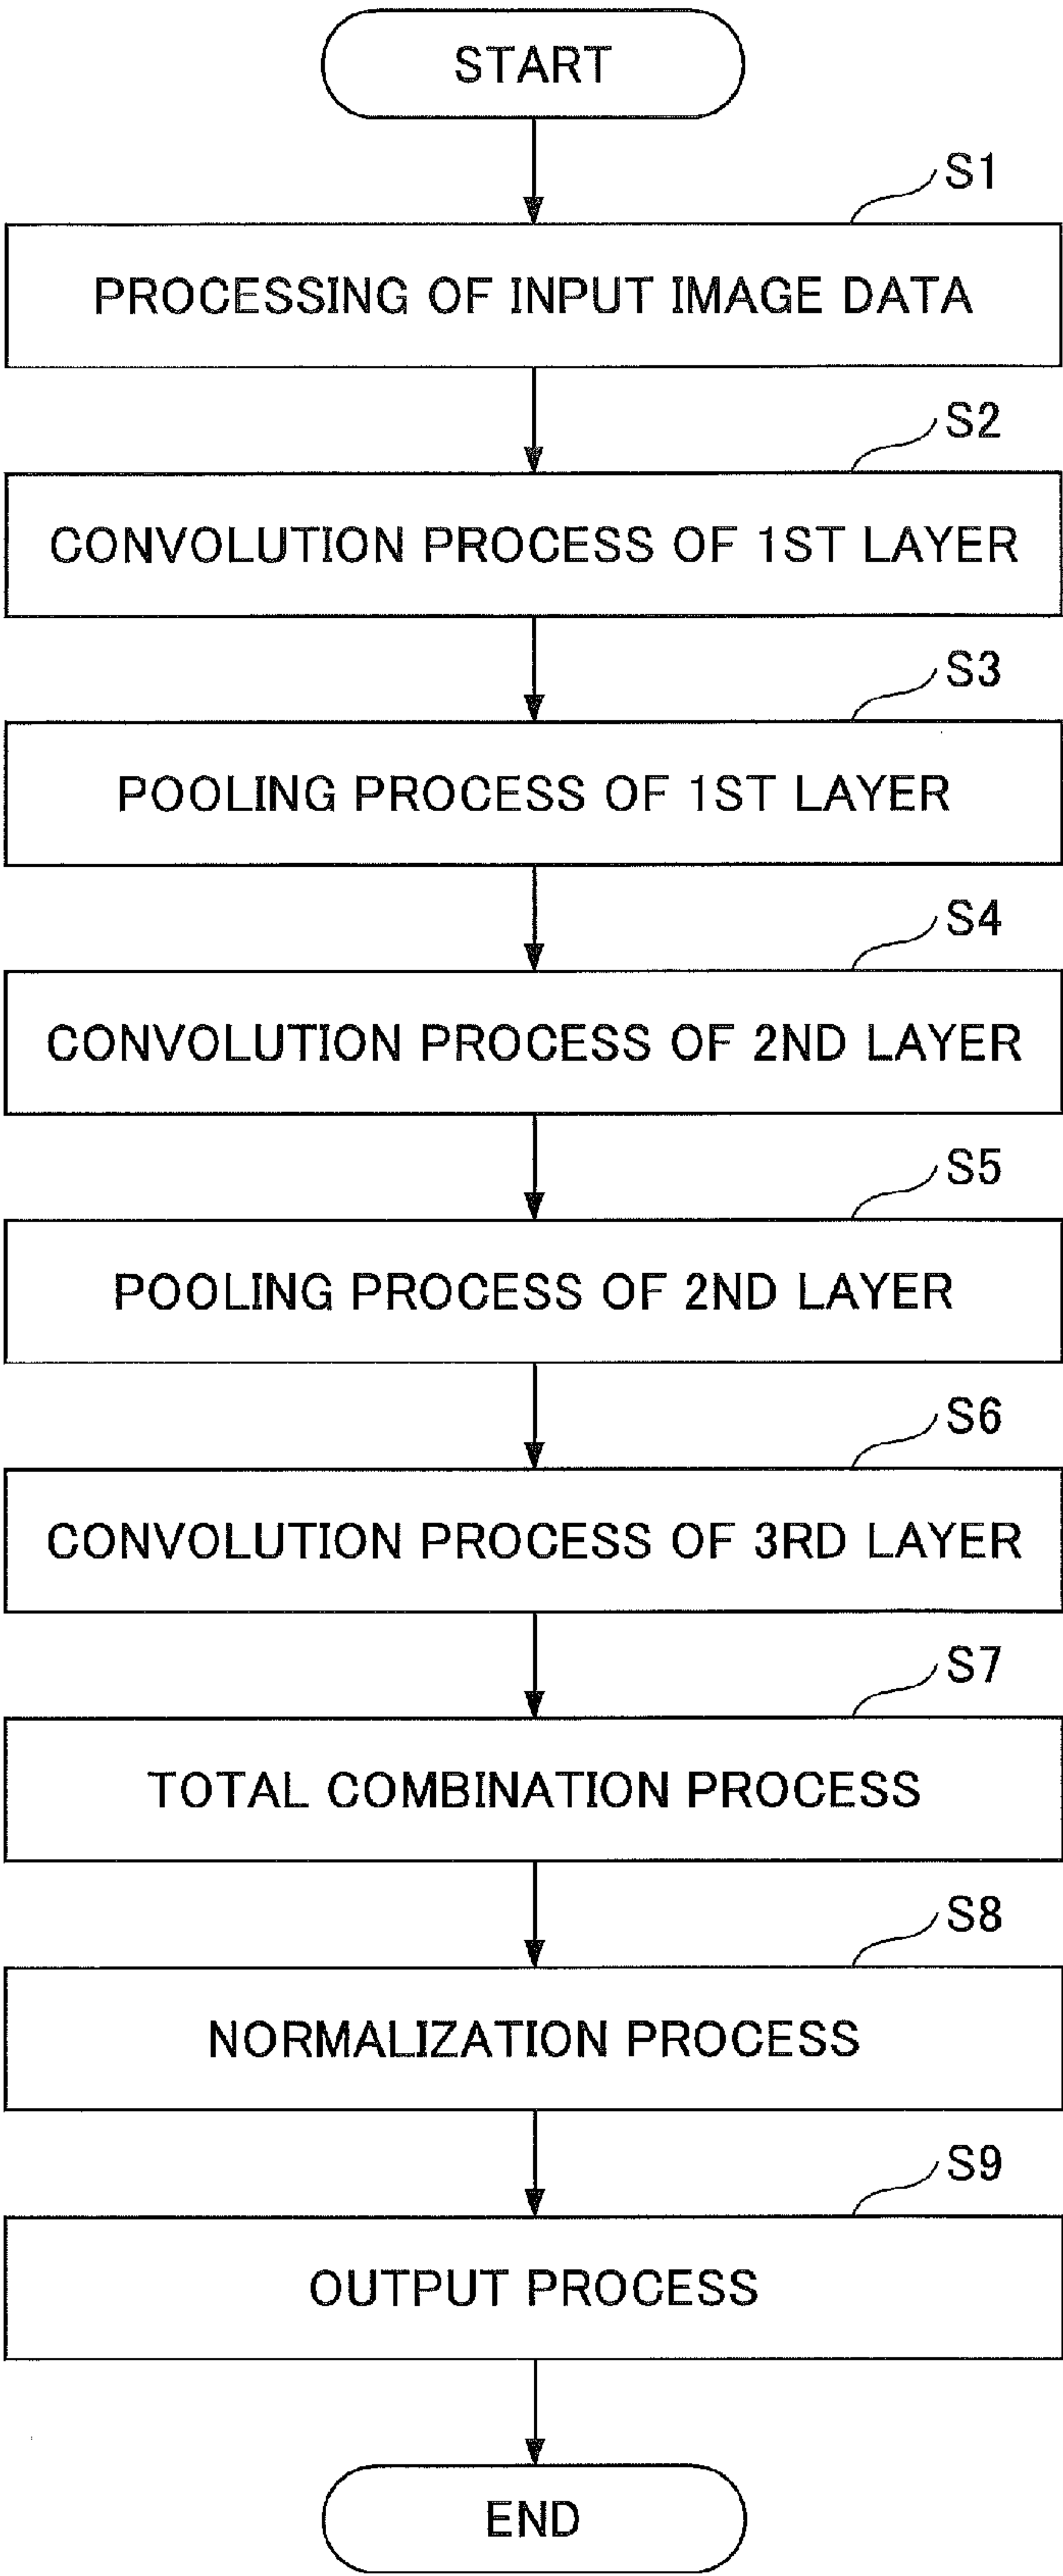 START
S1
PROCESSING OF INPUT IMAGE DATA
S2
CONVOLUTION PROCESS OF 1ST LAYER
S3
POOLING PROCESS OF 1ST LAYER
S4
CONVOLUTION PROCESS OF 2ND LAYER
S5
POOLING PROCESS OF 2ND LAYER
S6
CONVOLUTION PROCESS OF 3RD LAYER
S7
TOTAL COMBINATION PROCESS
S8
NORMALIZATION PROCESS
S9
OUTPUT PROCESS
END